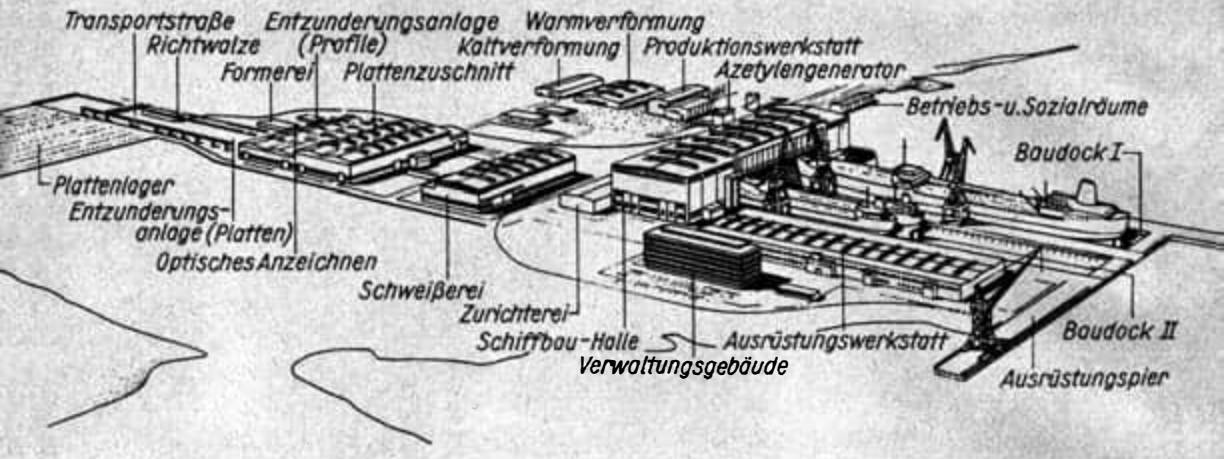 Transportstraße
Entzunderungsanlage
(Profile)
Warmverformung
Richtwalze
Kaltverformung
Produktionswerkstatt
Formerei
Plattenzuschnitt
Azetylengenerator
Betriebs-u.Sozialräume
Baudock I
Plattenlager
Entzunderungs-
anlage (Platten)
Optisches Anzeichnen
Schweißerei
Zurichterei
Schiffbau-Halle
Ausrüstungswerkstatt
Baudock II
Verwaltungsgebäude
Ausrüstungspier